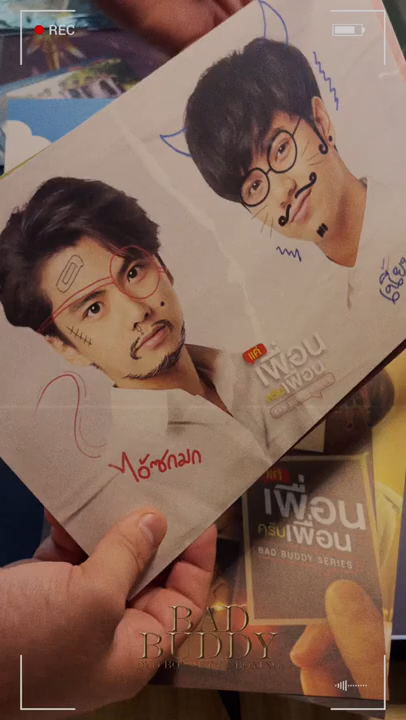 REC
แค่
เพื่อน
ครับเพื่อน
ไอ้ซกมก
แค่
เพื่อน
ครับเพื่อน
BAD BUDDY SERIES
BAD
BUDDY